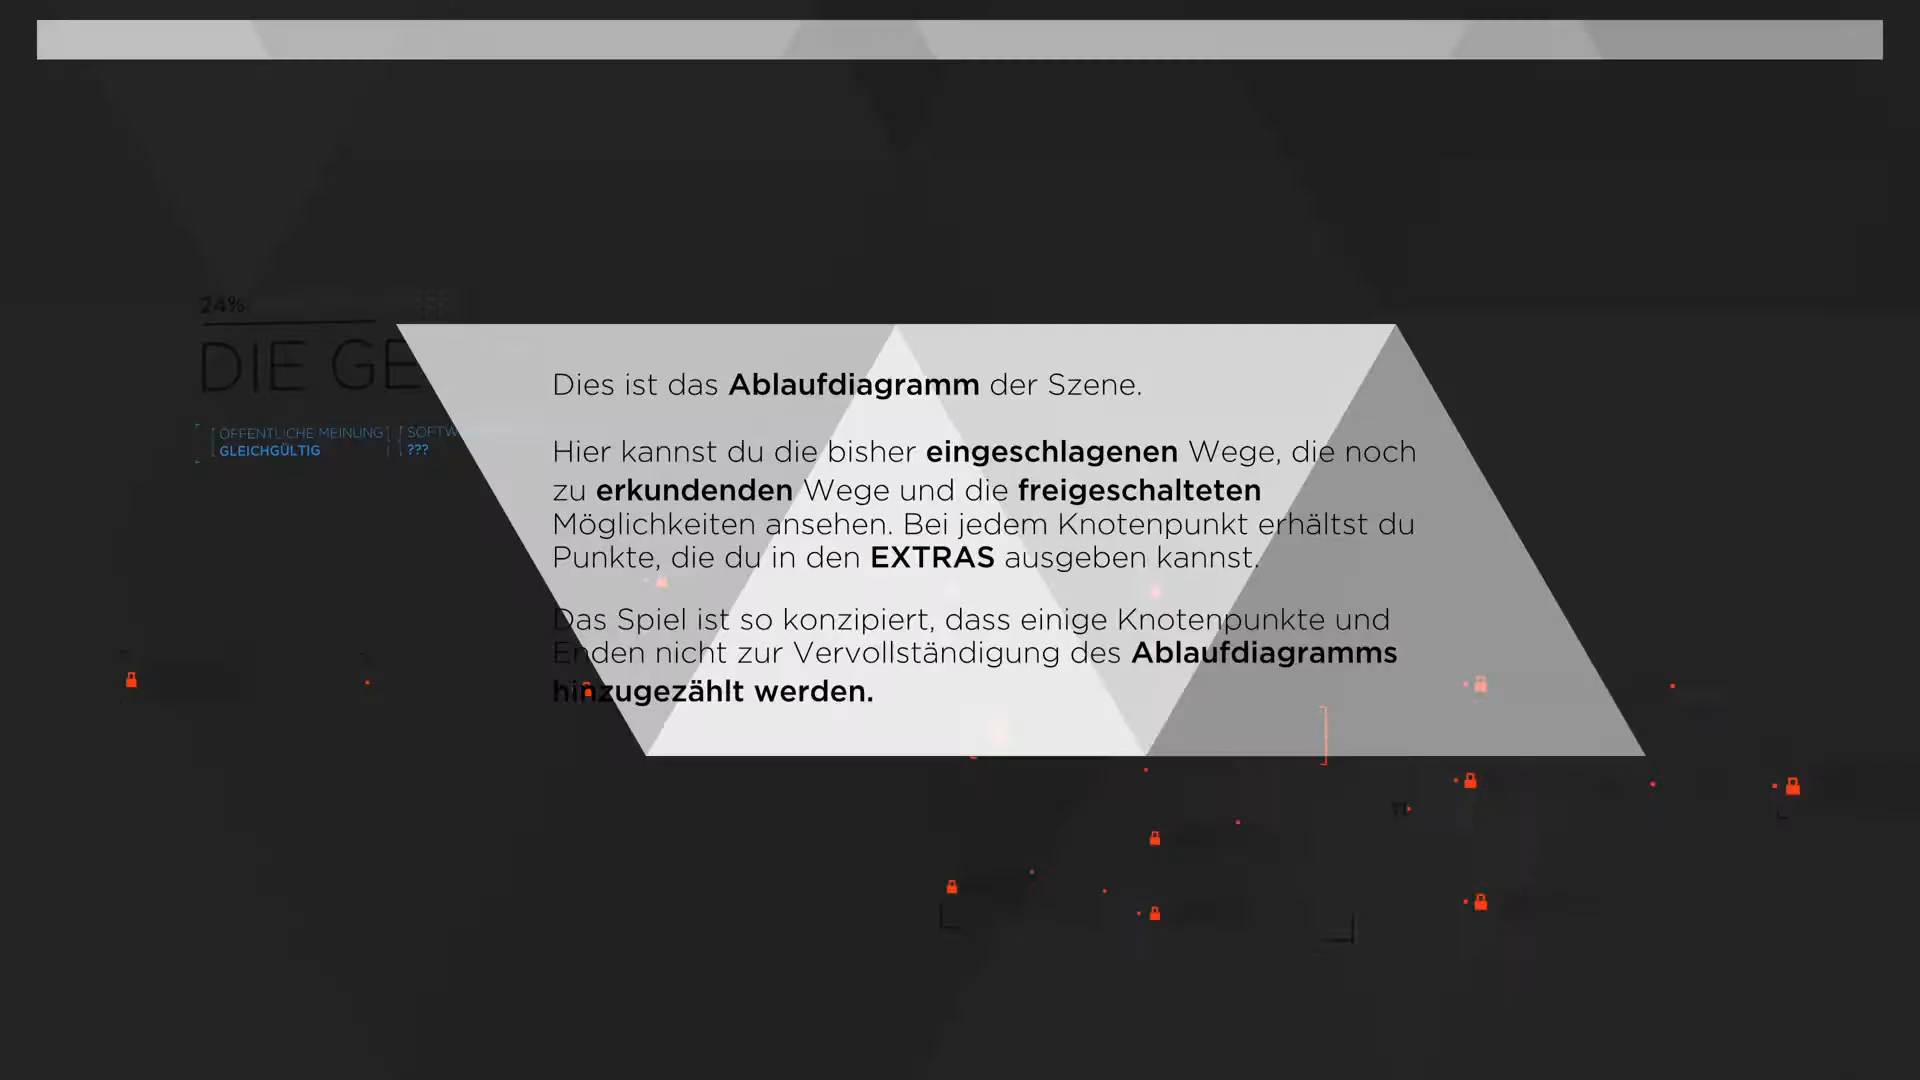 24%
DIE GE
ÖFFENTLICHE MEINUNG
GLEICHGÜLTIG
SOFTW
???
Dies ist das Ablaufdiagramm der Szene.
Hier kannst du die bisher eingeschlagenen Wege, die noch
zu erkundenden Wege und die freigeschalteten
Möglichkeiten ansehen. Bei jedem Knotenpunkt erhältst du
Punkte, die du in den EXTRAS ausgeben kannst.
Das Spiel ist so konzipiert, dass einige Knotenpunkte und
Enden nicht zur Vervollständigung des Ablaufdiagramms
hinzugezählt werden.